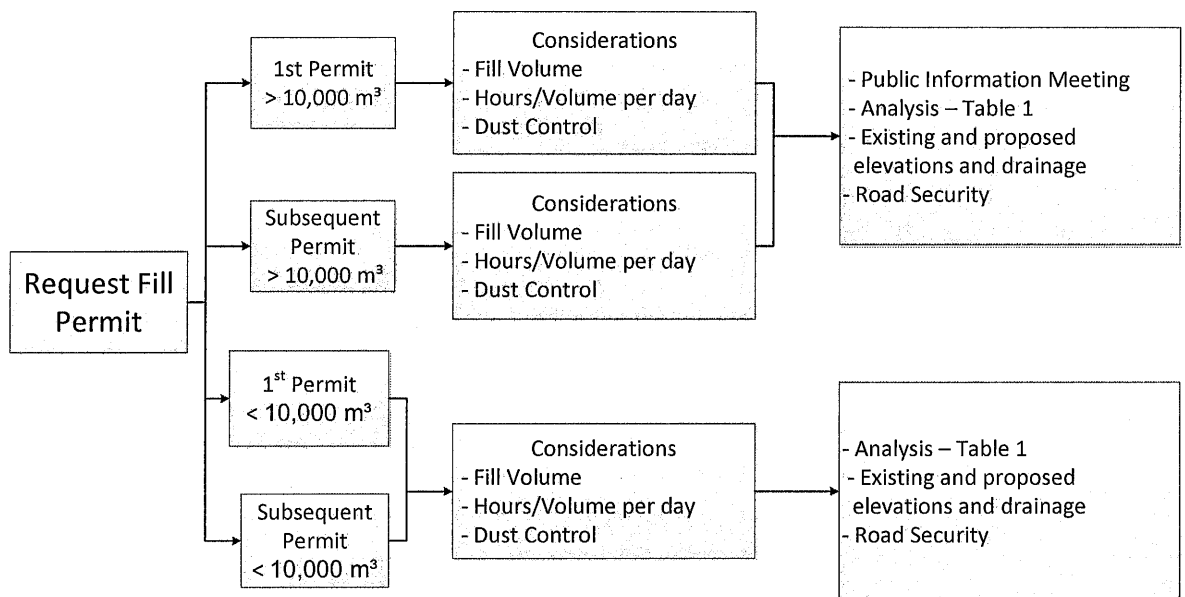 Request Fill
Permit
1st Permit
> 10,000 m³
Considerations
- Fill Volume
- Hours/Volume per day
- Dust Control
Subsequent
Permit
> 10,000 m³
Considerations
- Fill Volume
- Hours/Volume per day
- Dust Control
- Public Information Meeting
- Analysis – Table 1
- Existing and proposed
elevations and drainage
- Road Security
1st Permit
< 10,000 m³
Subsequent
Permit
< 10,000 m³
Considerations
- Fill Volume
- Hours/Volume per day
- Dust Control
- Analysis – Table 1
- Existing and proposed
elevations and drainage
- Road Security